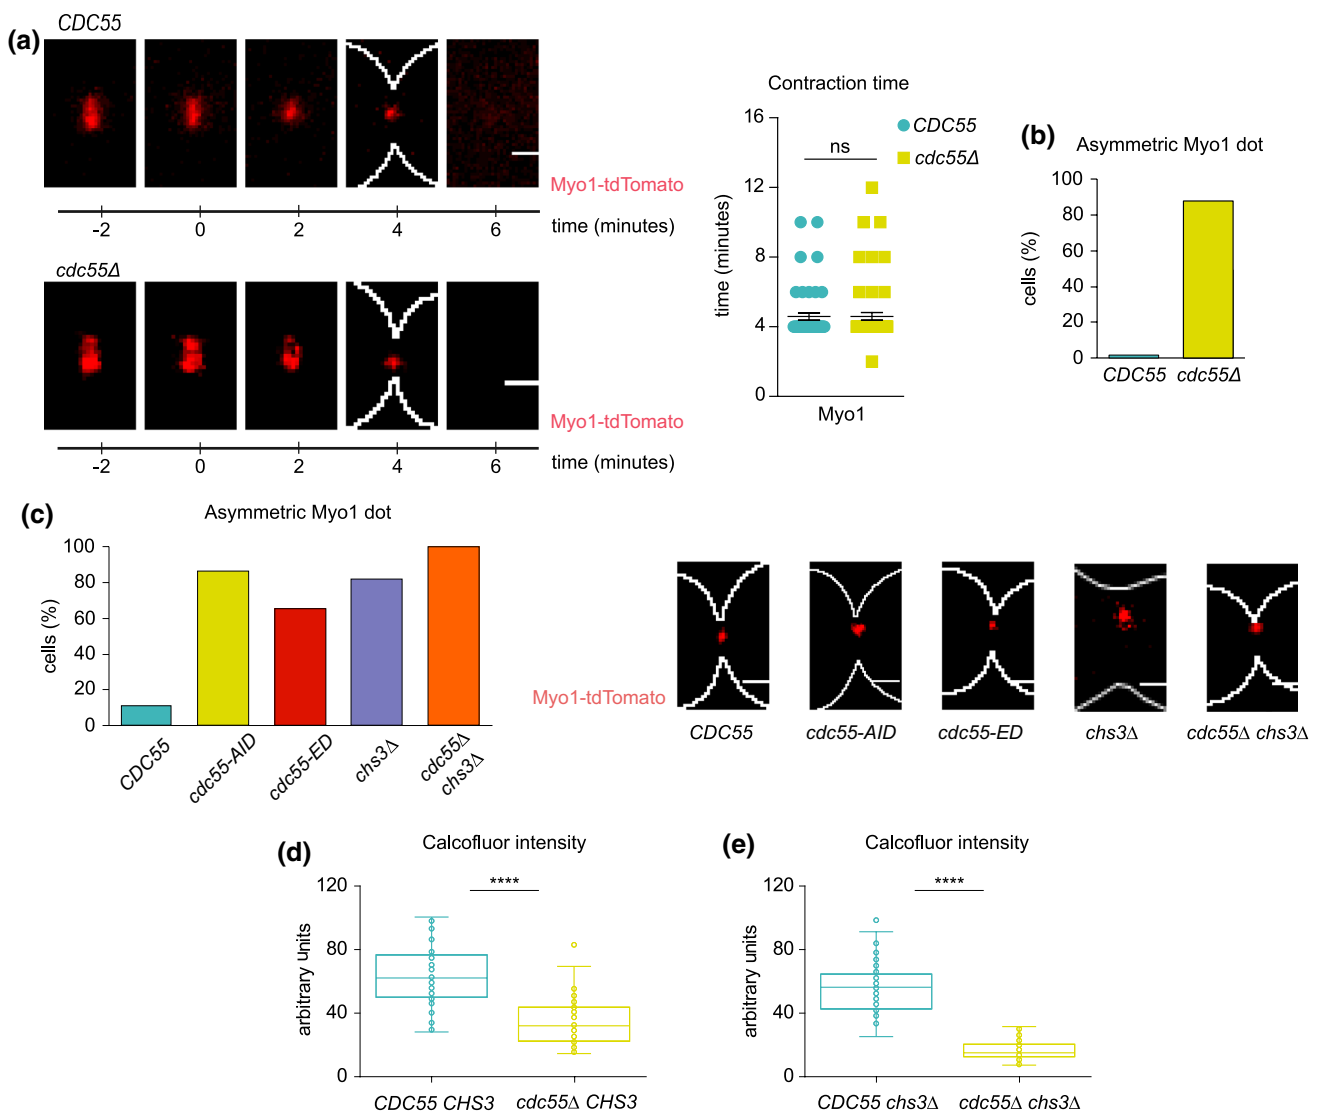 (a)
CDC55
Myo1-tdTomato
-2 0 2 4 6 time (minutes)
cdc55Δ
Myo1-tdTomato
-2 0 2 4 6 time (minutes)
Contraction time
16
12
8
4
0
time (minutes)
ns
CDC55
cdc55Δ
Myo1
(b)
Asymmetric Myo1 dot
100
80
60
40
20
0
cells (%)
CDC55 cdc55Δ
(c)
Asymmetric Myo1 dot
100
80
60
40
20
0
cells (%)
CDC55
cdc55-AID
cdc55-ED
chs3Δ
cdc55Δ
chs3Δ
Myo1-tdTomato
CDC55 cdc55-AID cdc55-ED chs3Δ cdc55Δ chs3Δ
(d)
Calcofluor intensity
120
80
40
0
arbitrary units
****
CDC55 CHS3 cdc55Δ CHS3
(e)
Calcofluor intensity
120
80
40
0
arbitrary units
****
CDC55 chs3Δ cdc55Δ chs3Δ